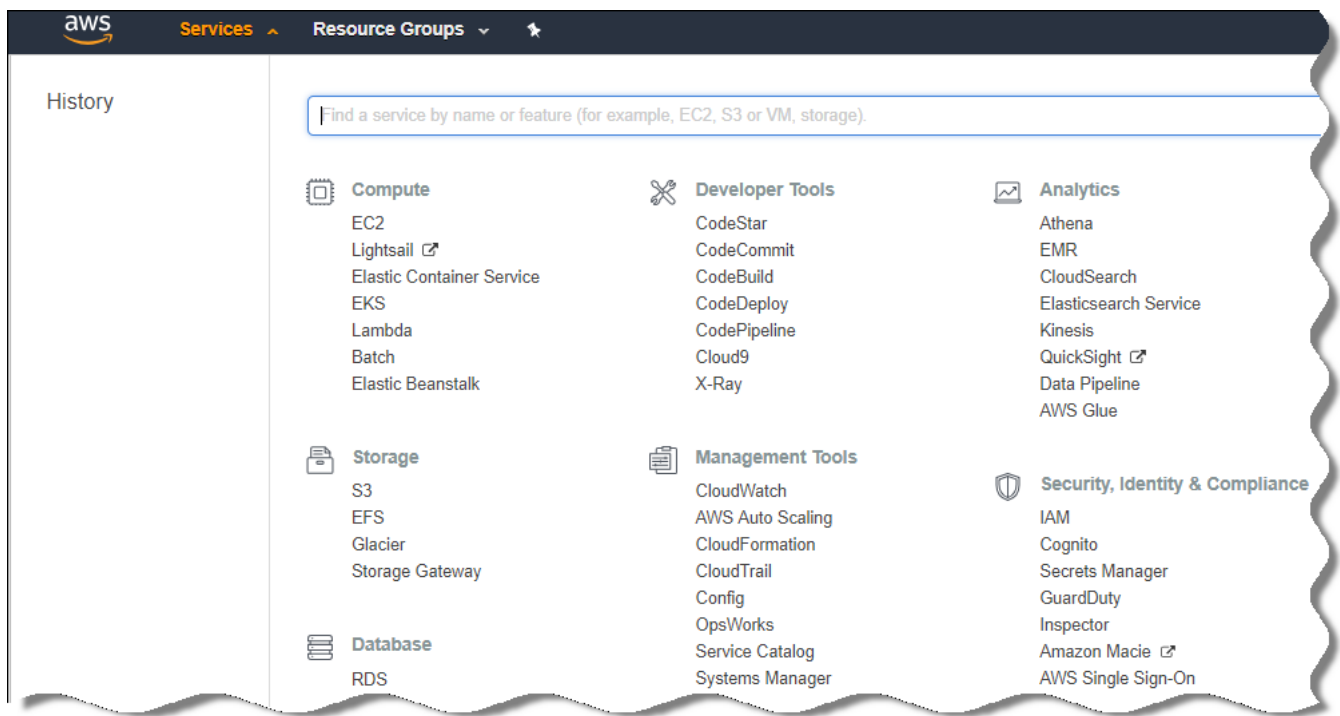 aws Services Resource Groups
History
Find a service by name or feature (for example, EC2, S3 or VM, storage).
Compute
EC2
Lightsail
Elastic Container Service
EKS
Lambda
Batch
Elastic Beanstalk
Storage
S3
EFS
Glacier
Storage Gateway
Database
RDS
Developer Tools
CodeStar
CodeCommit
CodeBuild
CodeDeploy
CodePipeline
Cloud9
X-Ray
Management Tools
CloudWatch
AWS Auto Scaling
CloudFormation
CloudTrail
Config
OpsWorks
Service Catalog
Systems Manager
Analytics
Athena
EMR
CloudSearch
Elasticsearch Service
Kinesis
QuickSight
Data Pipeline
AWS Glue
Security, Identity & Compliance
IAM
Cognito
Secrets Manager
GuardDuty
Inspector
Amazon Macie
AWS Single Sign-On